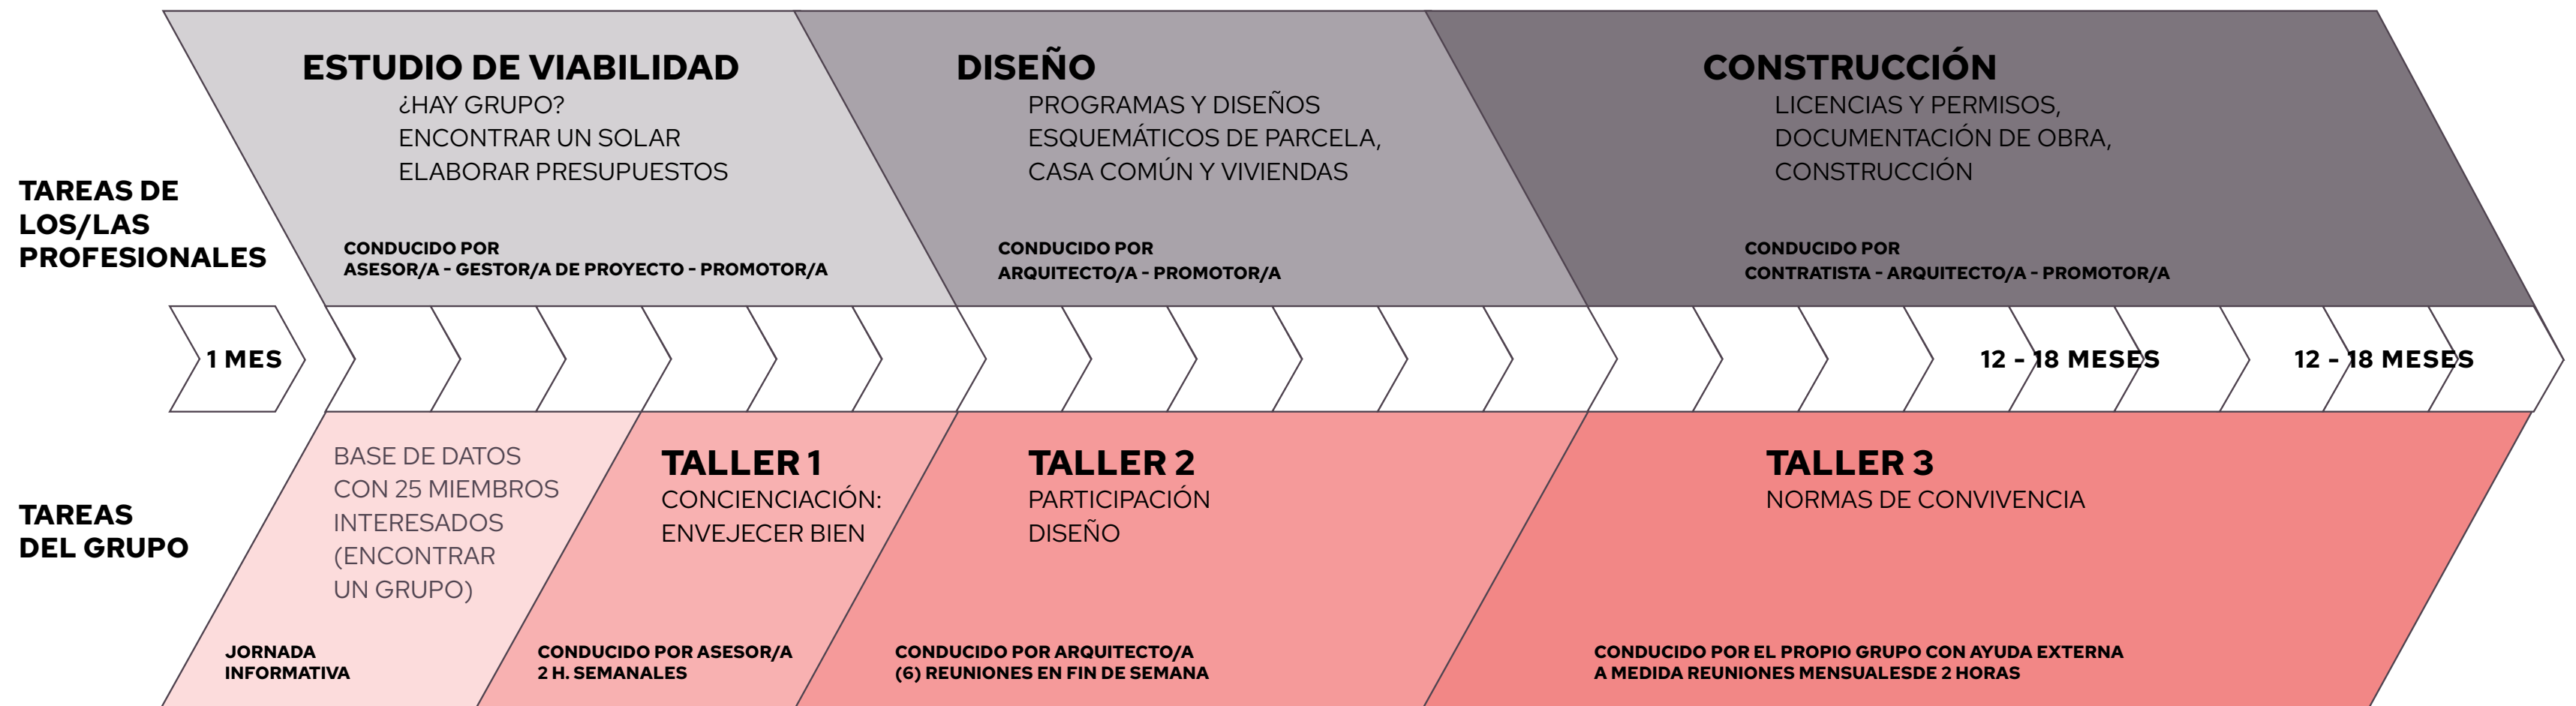 ESTUDIO DE VIABILIDAD
¿HAY GRUPO?
ENCONTRAR UN SOLAR
ELABORAR PRESUPUESTOS
CONDUCIDO POR
ASESOR/A - GESTOR/A DE PROYECTO - PROMOTOR/A
DISEÑO
PROGRAMAS Y DISEÑOS
ESQUEMÁTICOS DE PARCELA,
CASA COMÚN Y VIVIENDAS
CONDUCIDO POR
ARQUITECTO/A - PROMOTOR/A
CONSTRUCCIÓN
LICENCIAS Y PERMISOS,
DOCUMENTACIÓN DE OBRA,
CONSTRUCCIÓN
CONDUCIDO POR
CONTRATISTA - ARQUITECTO/A - PROMOTOR/A
TAREAS DE
LOS/LAS
PROFESIONALES
1 MES
12 - 18 MESES
12 - 18 MESES
TAREAS
DEL GRUPO
BASE DE DATOS
CON 25 MIEMBROS
INTERESADOS
(ENCONTRAR
UN GRUPO)
JORNADA
INFORMATIVA
TALLER 1
CONCIENCIACIÓN:
ENVEJECER BIEN
CONDUCIDO POR ASESOR/A
2 H. SEMANALES
TALLER 2
PARTICIPACIÓN
DISEÑO
CONDUCIDO POR ARQUITECTO/A
(6) REUNIONES EN FIN DE SEMANA
TALLER 3
NORMAS DE CONVIVENCIA
CONDUCIDO POR EL PROPIO GRUPO CON AYUDA EXTERNA
A MEDIDA REUNIONES MENSUALESDE 2 HORAS